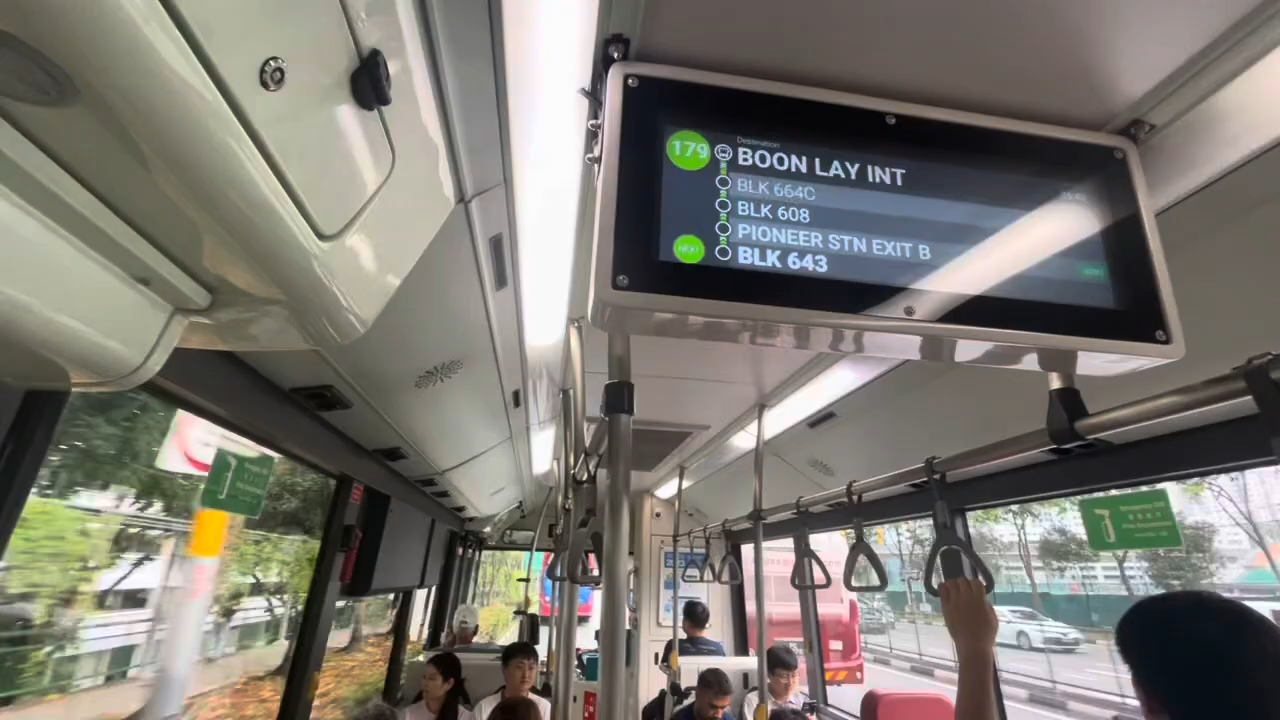 179
Destination
BOON LAY INT
BLK 664C
BLK 608
PIONEER STN EXIT B
NEXT
BLK 643